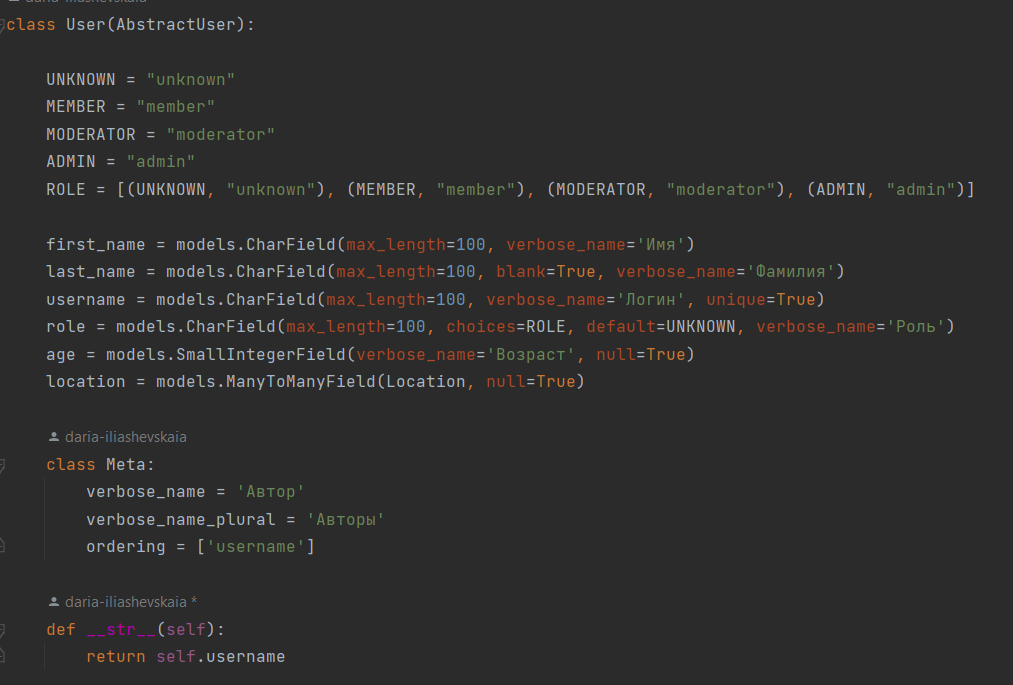 daria-iliashevskaia
class User(AbstractUser):
UNKNOWN = "unknown"
MEMBER = "member"
MODERATOR = "moderator"
ADMIN = "admin"
ROLE = [(UNKNOWN, "unknown"), (MEMBER, "member"), (MODERATOR, "moderator"), (ADMIN, "admin")]
first_name = models.CharField(max_length=100, verbose_name='Имя')
last_name = models.CharField(max_length=100, blank=True, verbose_name='Фамилия')
username = models.CharField(max_length=100, verbose_name='Логин', unique=True)
role = models.CharField(max_length=100, choices=ROLE, default=UNKNOWN, verbose_name='Роль')
age = models.SmallIntegerField(verbose_name='Возраст', null=True)
location = models.ManyToManyField(Location, null=True)
daria-iliashevskaia
class Meta:
verbose_name = 'Автор'
verbose_name_plural = 'Авторы'
ordering = ['username']
daria-iliashevskaia *
def __str__(self):
return self.username